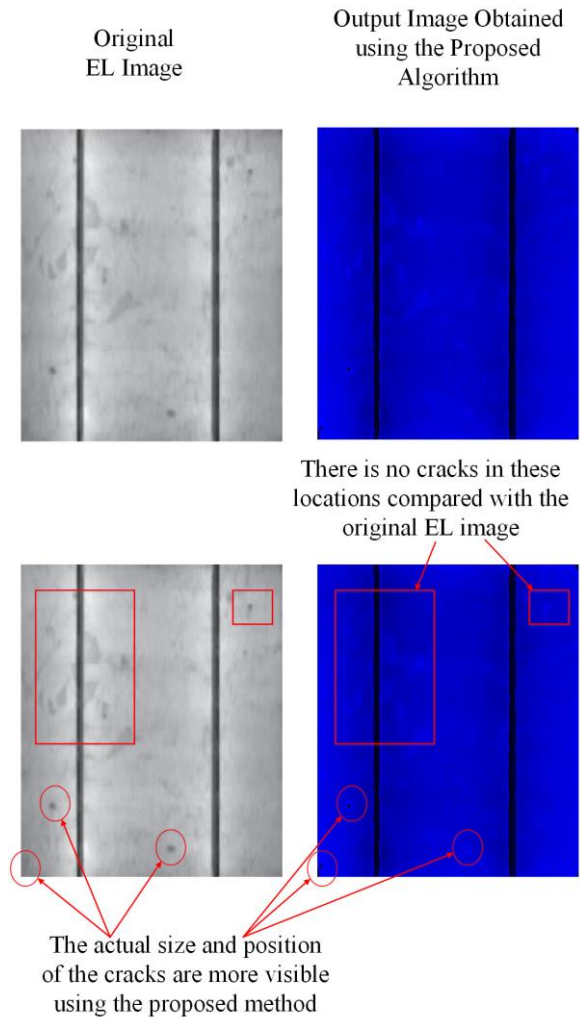 Original
EL Image
Output Image Obtained
using the Proposed
Algorithm
There is no cracks in these
locations compared with the
original EL image
The actual size and position
of the cracks are more visible
using the proposed method